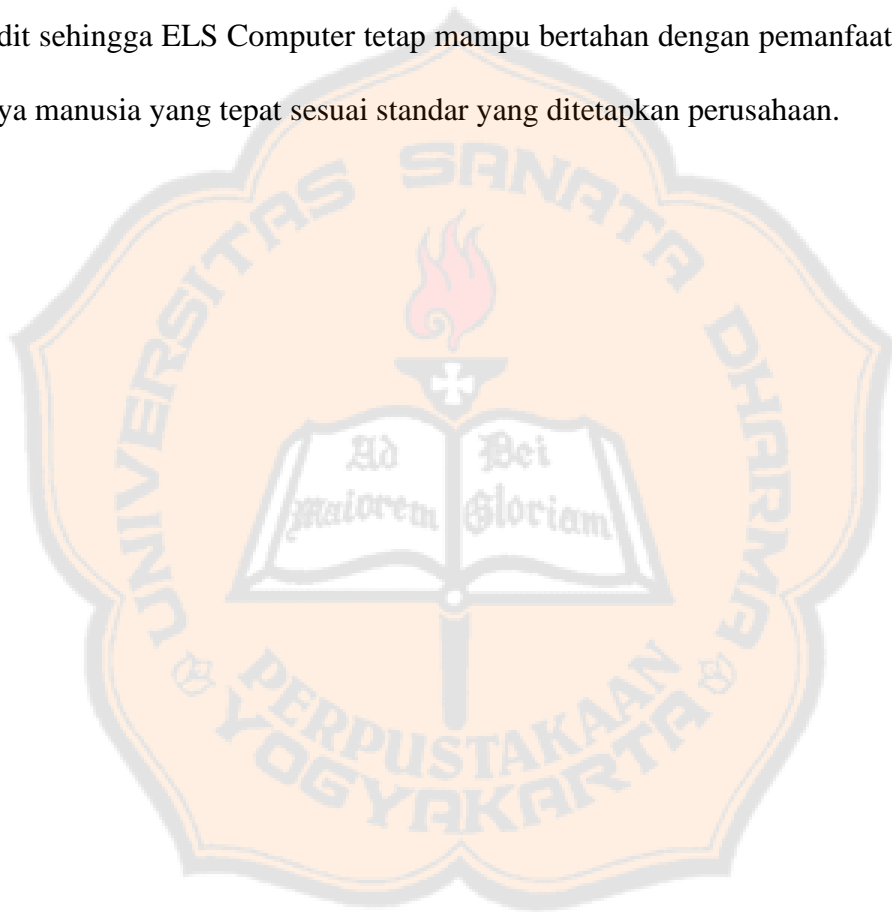 dit sehingga ELS Computer tetap mampu bertahan dengan pemanfaat
ya manusia yang tepat sesuai standar yang ditetapkan perusahaan.
UNIVERSITAS SANATA DHARMA
Ad
Maiorem
Dei
Gloriam
PERPUSTAKAAN
YOGYAKARTA